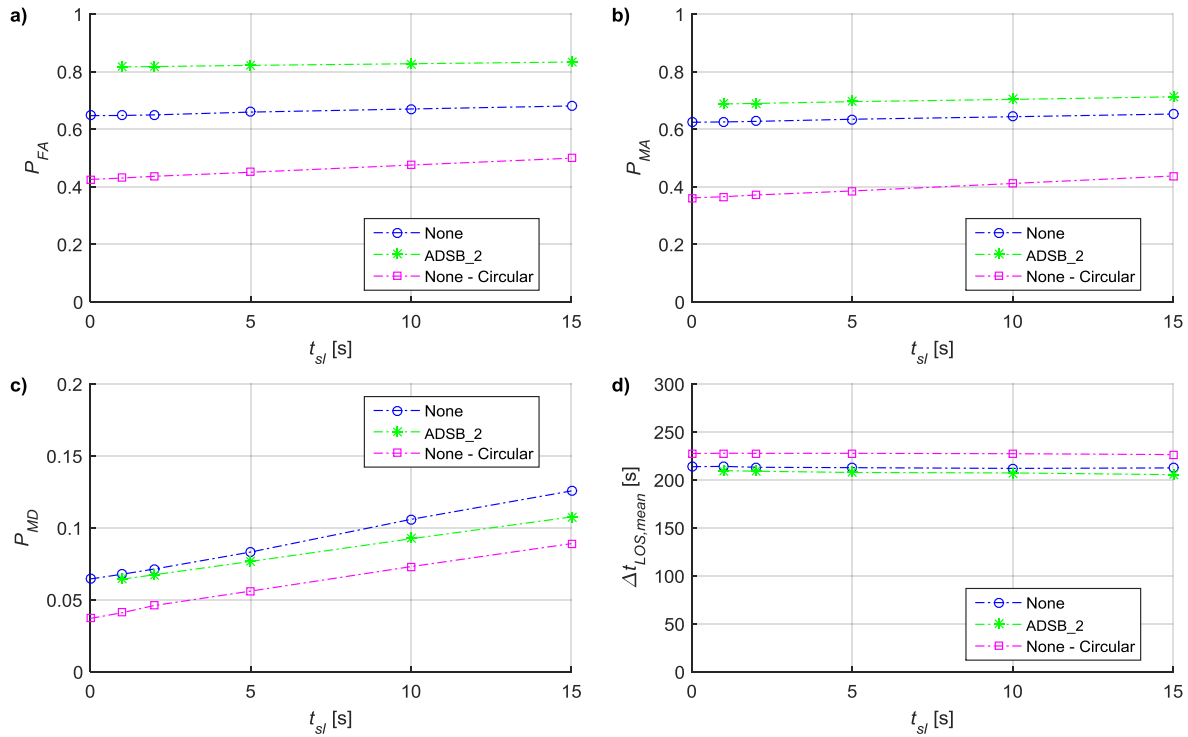 a)
1
0.8
0.6
0.4
0.2
0
P_FA
0
5
10
15
t_sl [s]
None
ADSB_2
None - Circular
b)
1
0.8
0.6
0.4
0.2
0
P_MA
0
5
10
15
t_sl [s]
None
ADSB_2
None - Circular
c)
0.2
0.15
0.1
0.05
0
P_MD
0
5
10
15
t_sl [s]
None
ADSB_2
None - Circular
d)
300
250
200
150
100
50
0
Δt_LOS,mean [s]
0
5
10
15
t_sl [s]
None
ADSB_2
None - Circular